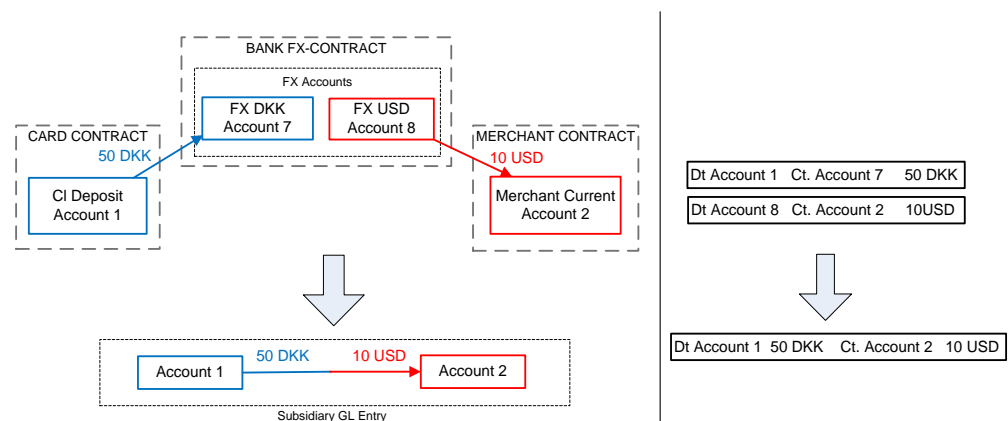 BANK FX-CONTRACT
FX Accounts
FX DKK
Account 7
FX USD
Account 8
CARD CONTRACT
50 DKK
CI Deposit
Account 1
MERCHANT CONTRACT
10 USD
Merchant Current
Account 2
50 DKK
10 USD
Account 1
Account 2
Subsidiary GL Entry
Dt Account 1 Ct. Account 7 50 DKK
Dt Account 8 Ct. Account 2 10USD
Dt Account 1 50 DKK Ct. Account 2 10 USD